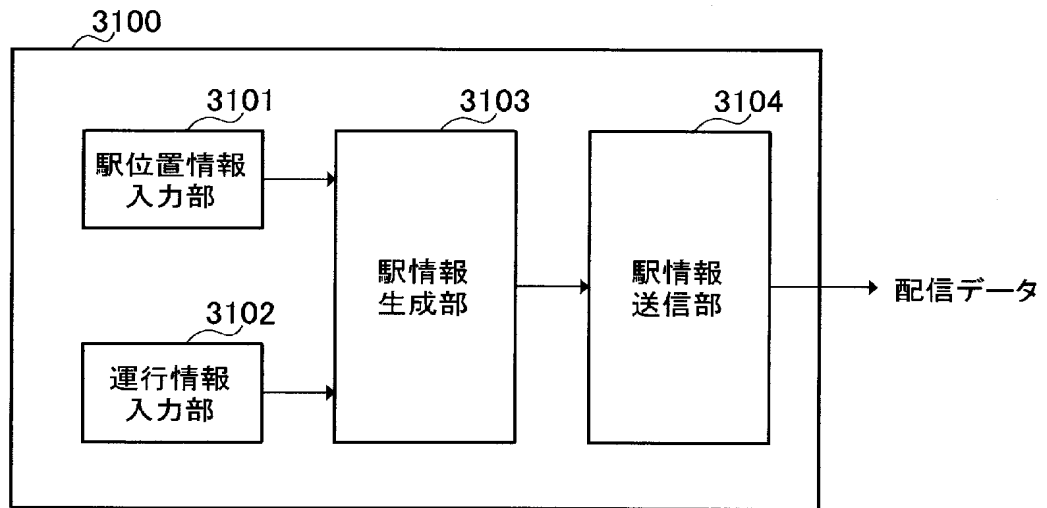 3100
3101
駅位置情報
入力部
3102
運行情報
入力部
3103
駅情報
生成部
3104
駅情報
送信部
配信データ